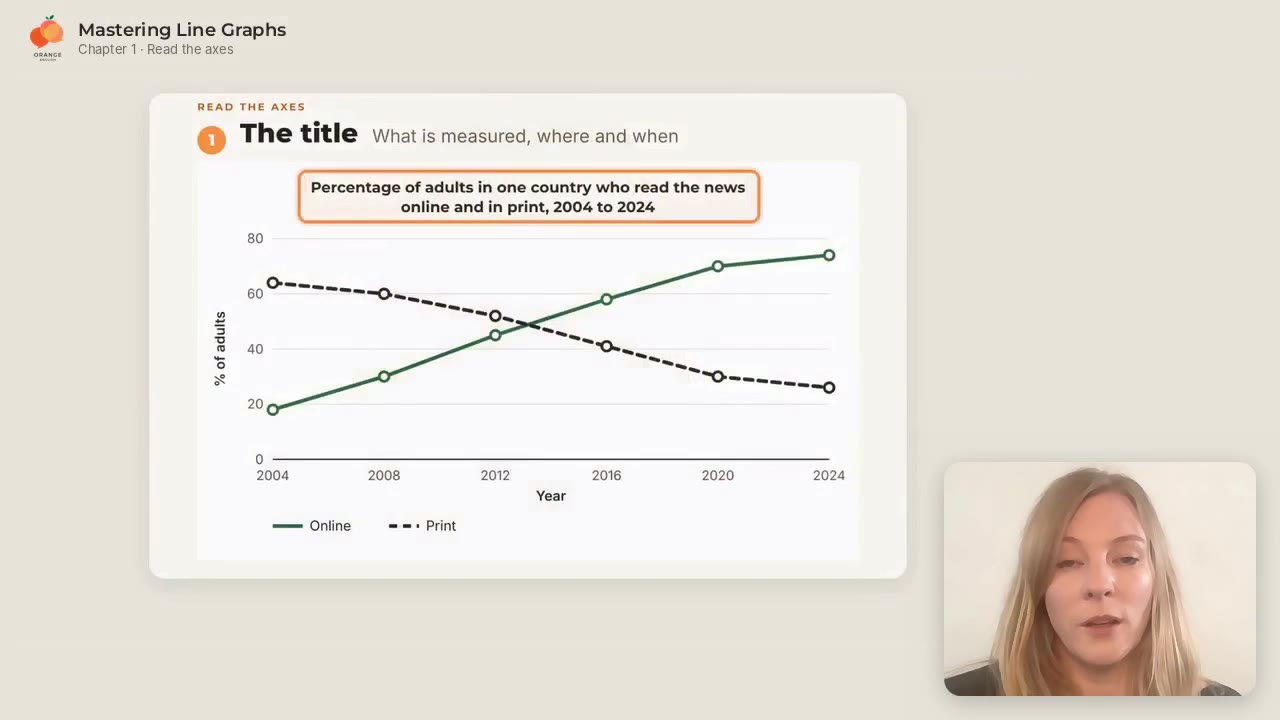 Mastering Line Graphs
Chapter 1 · Read the axes
ORANGE
ENGLISH
READ THE AXES
1 The title What is measured, where and when
Percentage of adults in one country who read the news
online and in print, 2004 to 2024
80
60
40
20
0
% of adults
2004 2008 2012 2016 2020 2024
Year
Online Print